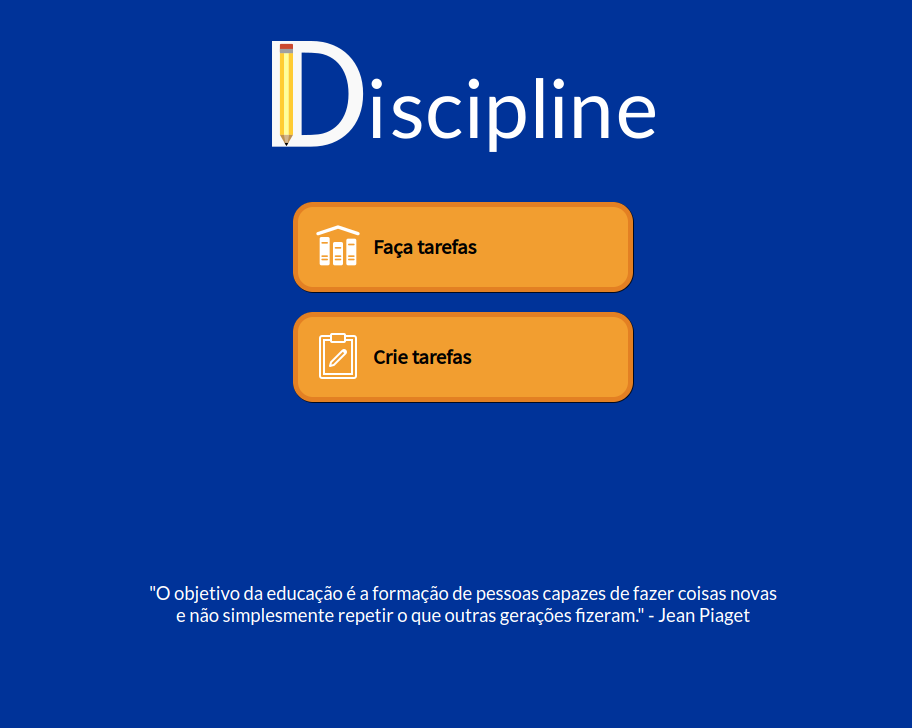 Discipline
Faça tarefas
Crie tarefas
"O objetivo da educação é a formação de pessoas capazes de fazer coisas novas
e não simplesmente repetir o que outras gerações fizeram." - Jean Piaget